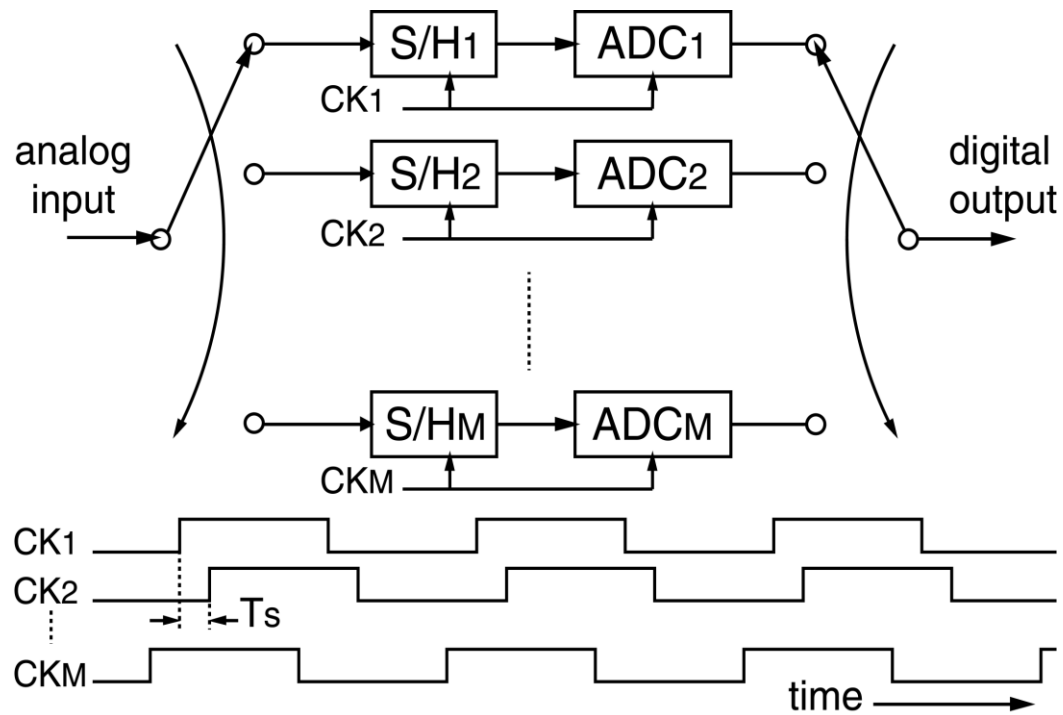 S/H1 ADC1
CK1
analog
input
digital
output
S/H2 ADC2
CK2
S/HM ADCM
CKM
CK1
CK2
Ts
CKM
time